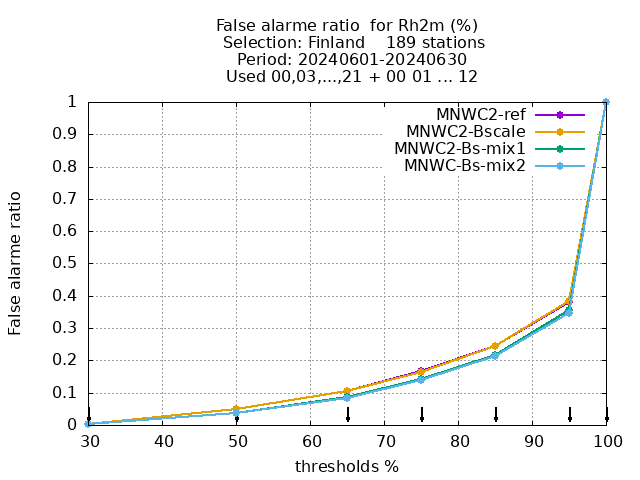 False alarme ratio  for Rh2m (%)
Selection: Finland    189 stations
Period: 20240601-20240630
Used 00,03,...,21 + 00 01 ... 12
False alarme ratio
1
0.9
0.8
0.7
0.6
0.5
0.4
0.3
0.2
0.1
0
MNWC2-ref
MNWC2-Bscale
MNWC2-Bs-mix1
MNWC-Bs-mix2
30 40 50 60 70 80 90 100
thresholds %